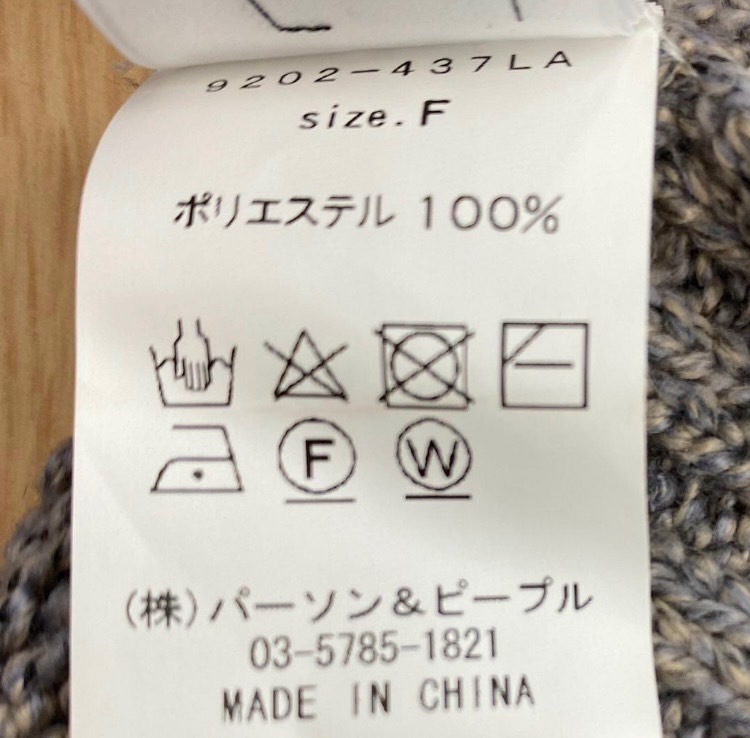 9202-437LA
size.F
ポリエステル 100%
F W
(株)パーソン&ピープル
03-5785-1821
MADE IN CHINA